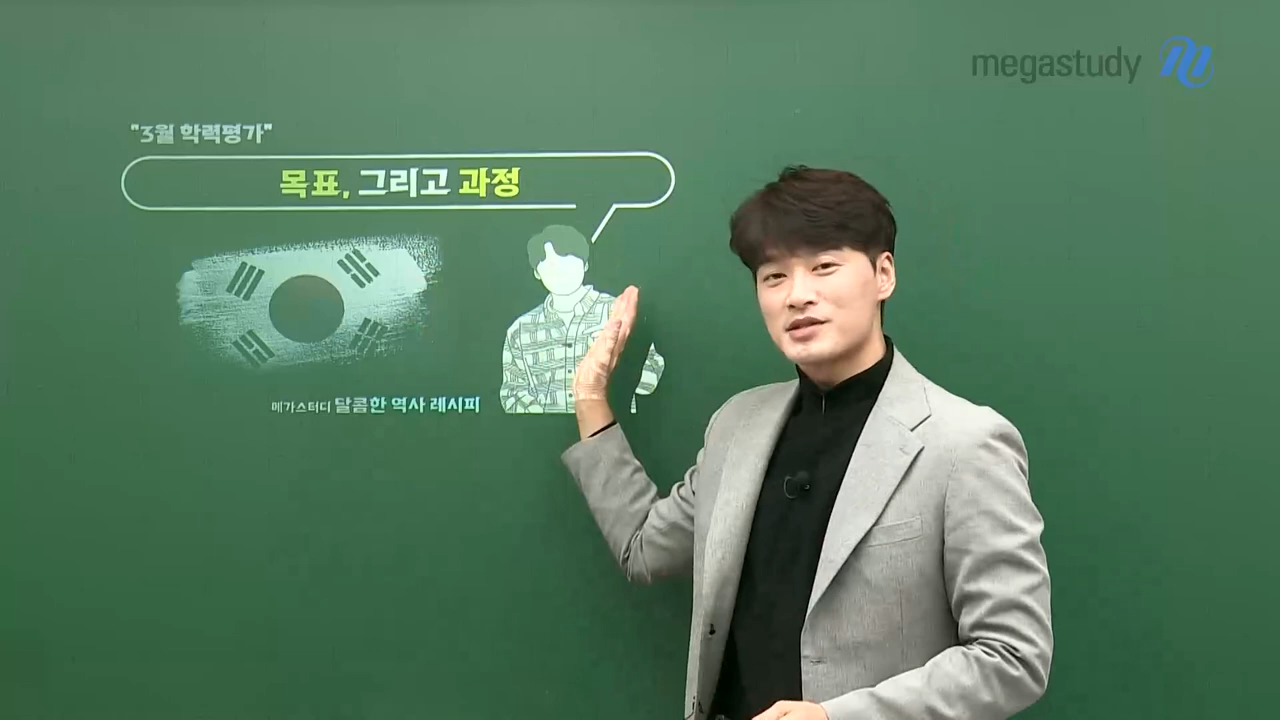 megastudy
"3월 학력평가"
목표, 그리고 과정
메가스터디 달콤한 역사 레시피